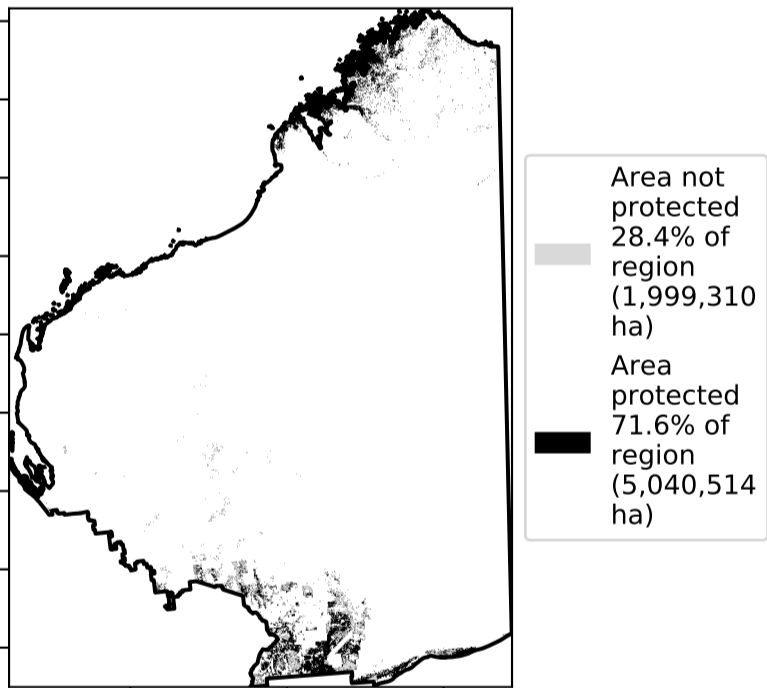 Area not
protected
28.4% of
region
(1,999,310
ha)
Area
protected
71.6% of
region
(5,040,514
ha)